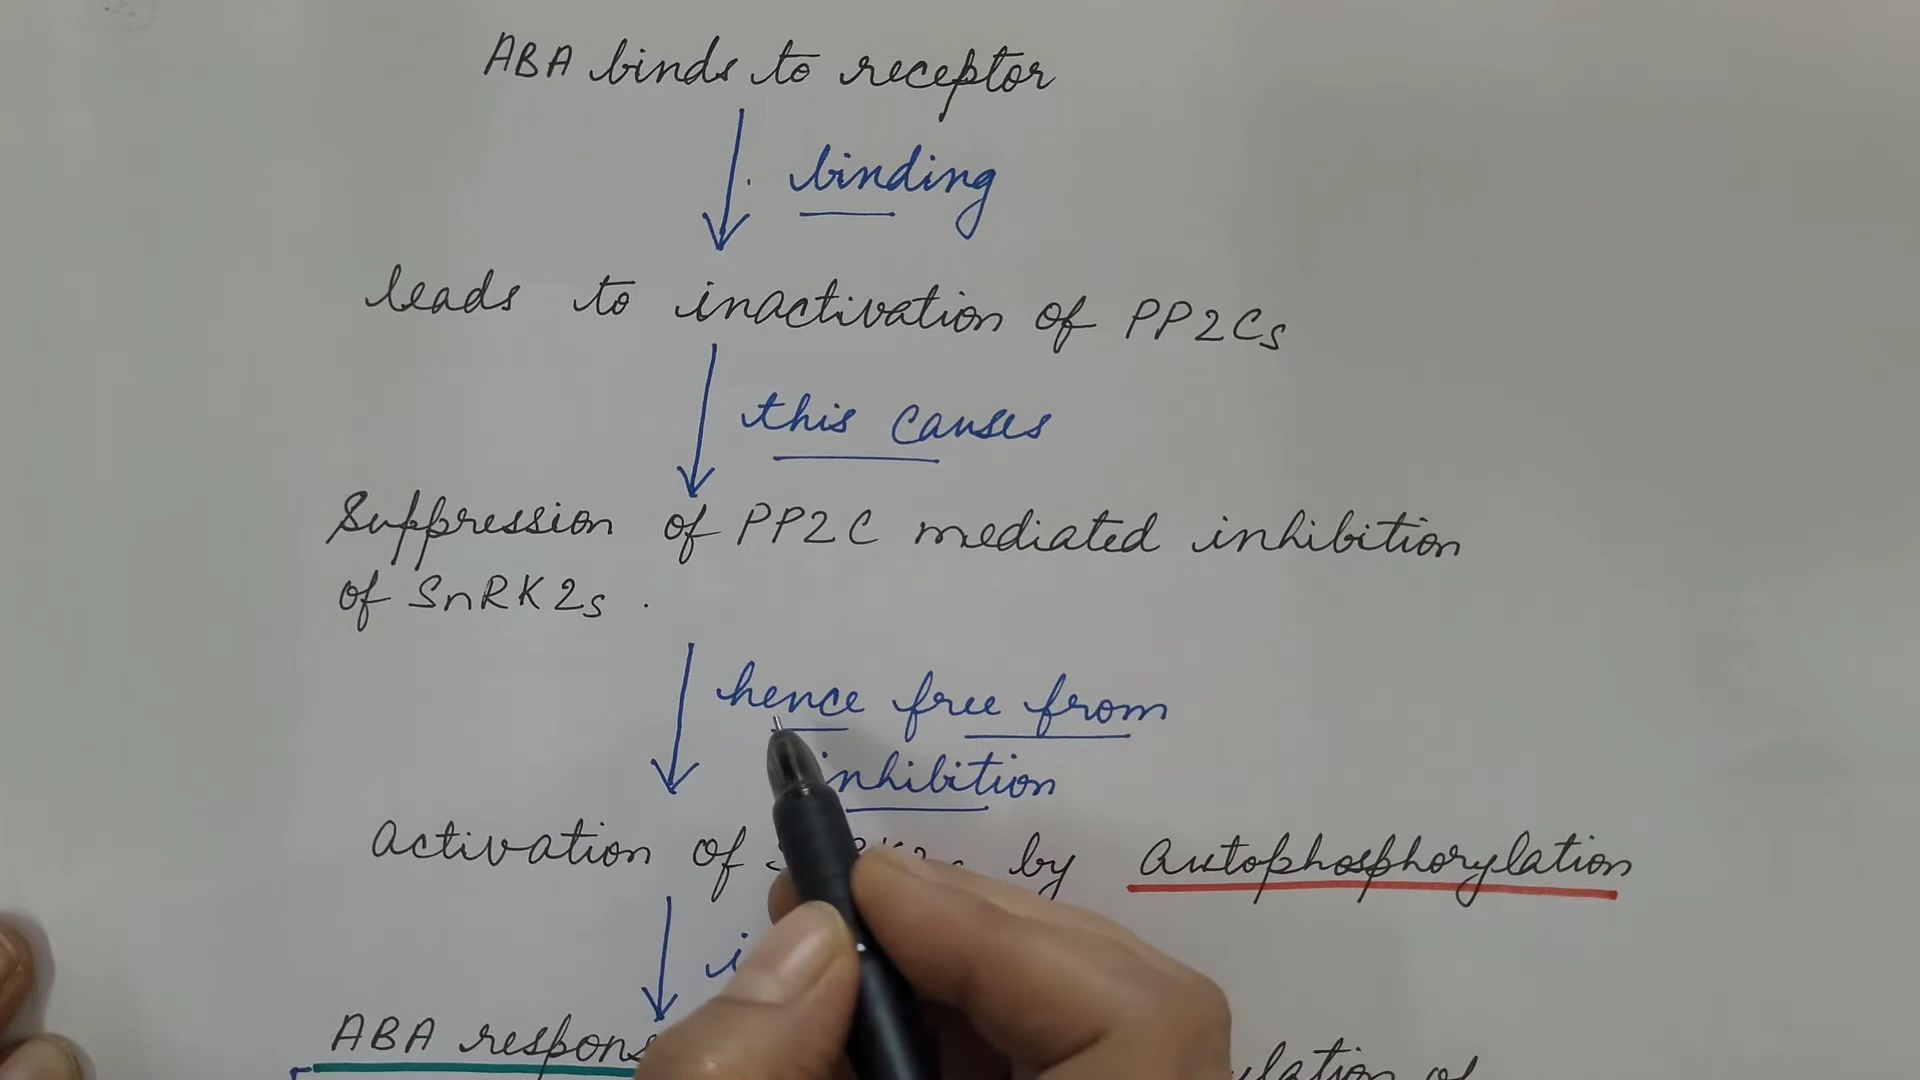 ABA binds to receptor
binding
leads to inactivation of PP2Cs
this causes
Suppression of PP2C mediated inhibition
of SnRK2s.
hence free from
inhibition
activation of by autophosphorylation
ABA
of